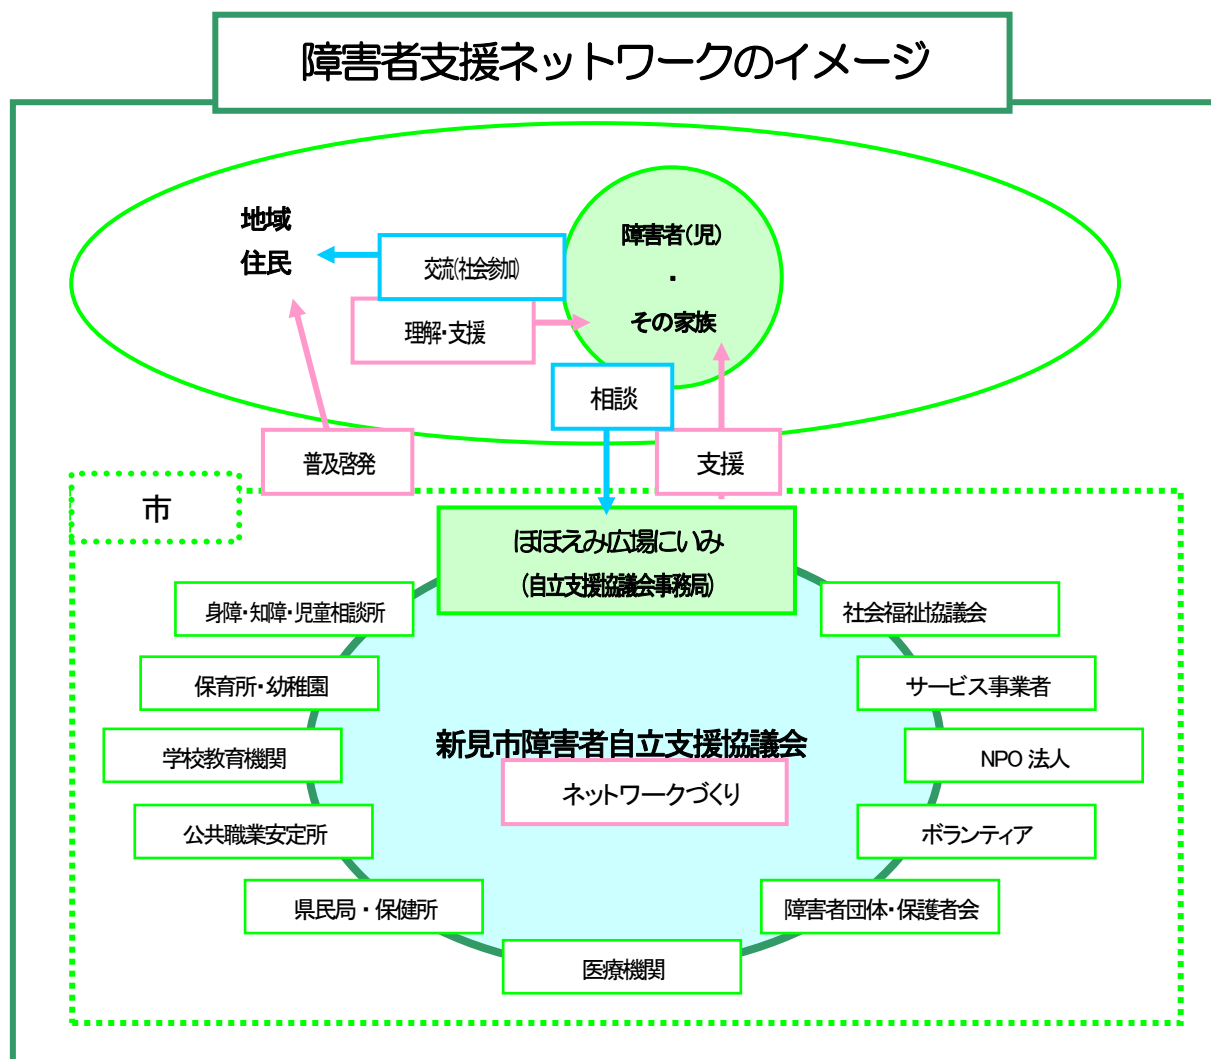 障害者支援ネットワークのイメージ
地域
住民
障害者（児）
・
その家族
交流（社会参加）
理解・支援
相談
普及啓発
支援
市
ほほえみ広場にいみ
（自立支援協議会事務局）
身障・知障・児童相談所
社会福祉協議会
保育所・幼稚園
サービス事業者
新見市障害者自立支援協議会
学校教育機関
NPO 法人
ネットワークづくり
公共職業安定所
ボランティア
県民局・保健所
障害者団体・保護者会
医療機関